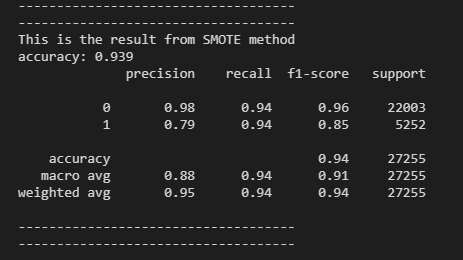 ------------------------------------
------------------------------------
This is the result from SMOTE method
accuracy: 0.939
              precision    recall  f1-score   support

           0       0.98      0.94      0.96     22003
           1       0.79      0.94      0.85      5252

    accuracy                           0.94     27255
   macro avg       0.88      0.94      0.91     27255
weighted avg       0.95      0.94      0.94     27255

------------------------------------
------------------------------------